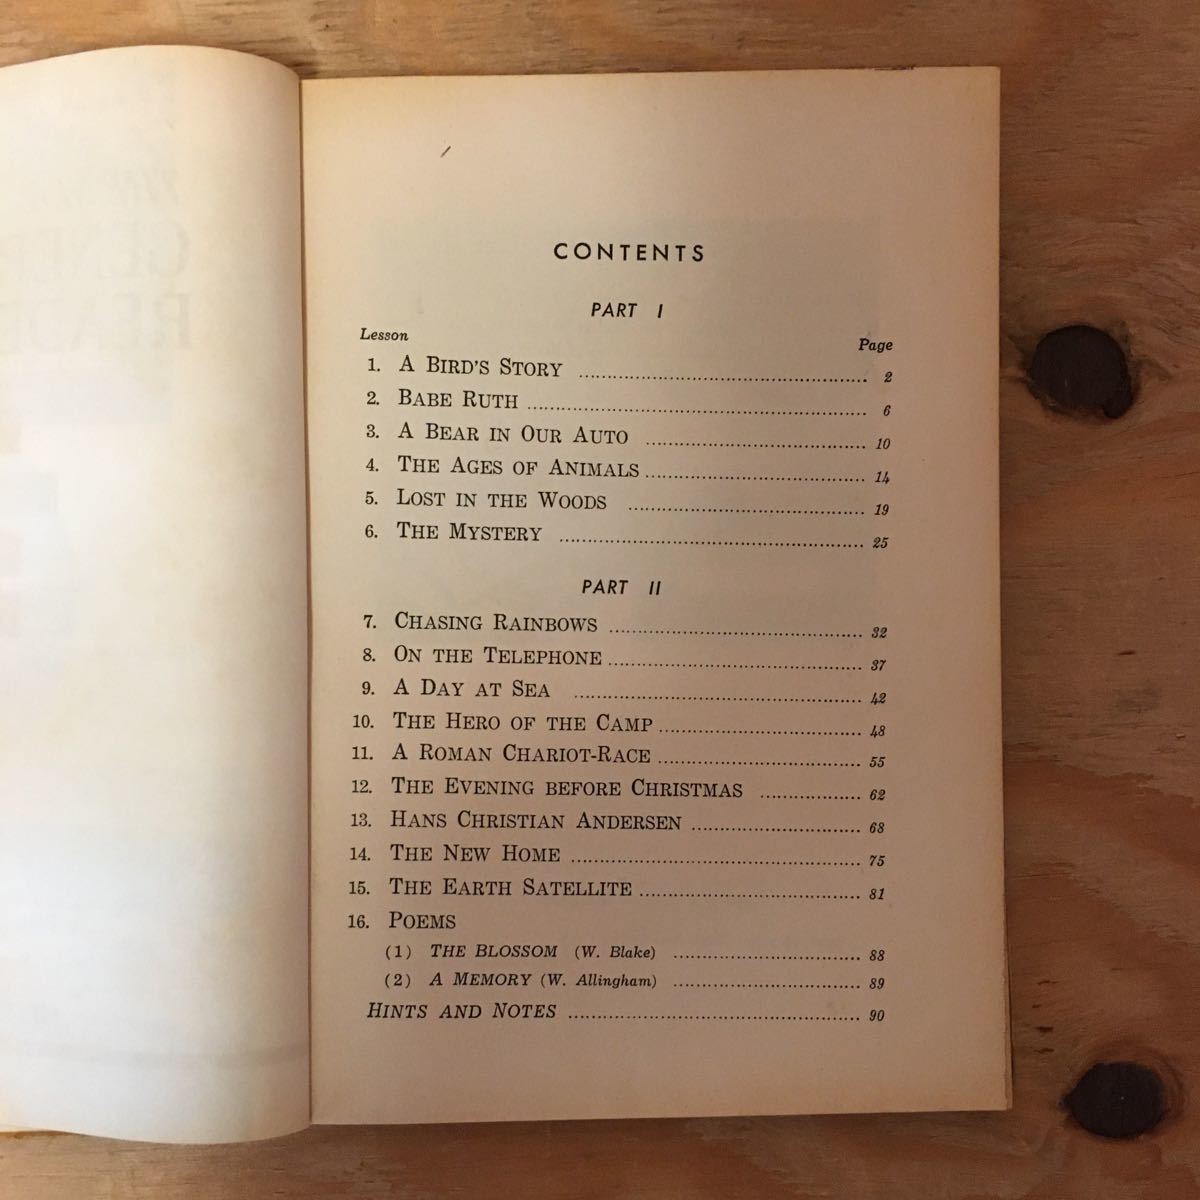 CONTENTS
PART I
Lesson Page
1. A BIRD'S STORY ........ 2
2. BABE RUTH ........ 6
3. A BEAR IN OUR AUTO ........ 10
4. THE AGES OF ANIMALS ........ 14
5. LOST IN THE WOODS ........ 19
6. THE MYSTERY ........ 25
PART II
7. CHASING RAINBOWS ........ 32
8. ON THE TELEPHONE ........ 37
9. A DAY AT SEA ........ 42
10. THE HERO OF THE CAMP ........ 48
11. A ROMAN CHARIOT-RACE ........ 55
12. THE EVENING BEFORE CHRISTMAS ........ 62
13. HANS CHRISTIAN ANDERSEN ........ 68
14. THE NEW HOME ........ 75
15. THE EARTH SATELLITE ........ 81
16. POEMS
(1) THE BLOSSOM (W. Blake) ........ 88
(2) A MEMORY (W. Allingham) ........ 89
HINTS AND NOTES ........ 90